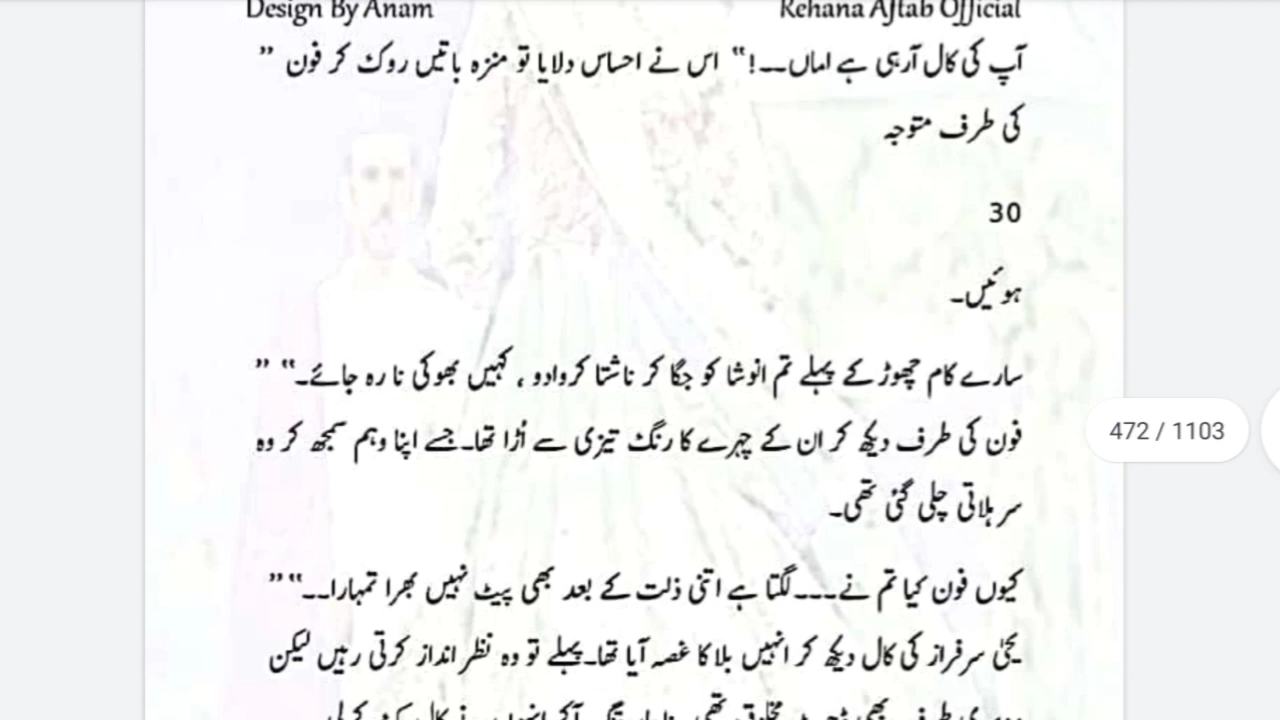 Design By Anam Rehana Aftab Official
آپ کی کال آرہی ہے اماں۔۔۔!“ اس نے احساس دلایا تو منزہ باتیں روک کر فون ”
کی طرف متوجہ
30
ہوئیں۔
سارے کام چھوڑ کے پہلے تم انوشا کو جگا کر ناشتا کروادو ، کہیں بھوکی نا رہ جائے۔“ ”
فون کی طرف دیکھ کر ان کے چہرے کا رنگ تیزی سے اُڑا تھا۔جسے اپنا وہم سمجھ کر وہ
سر ہلاتی چلی گئی تھی۔
کیوں فون کیا تم نے۔۔۔لگتا ہے اتنی ذلت کے بعد بھی پیٹ نہیں بھرا تمہارا۔۔“ ”
یحیٰ سرفراز کی کال دیکھ کر انہیں بلا کا غصہ آیا تھا۔پہلے تو وہ نظر انداز کرتی رہیں لیکن
472 / 1103